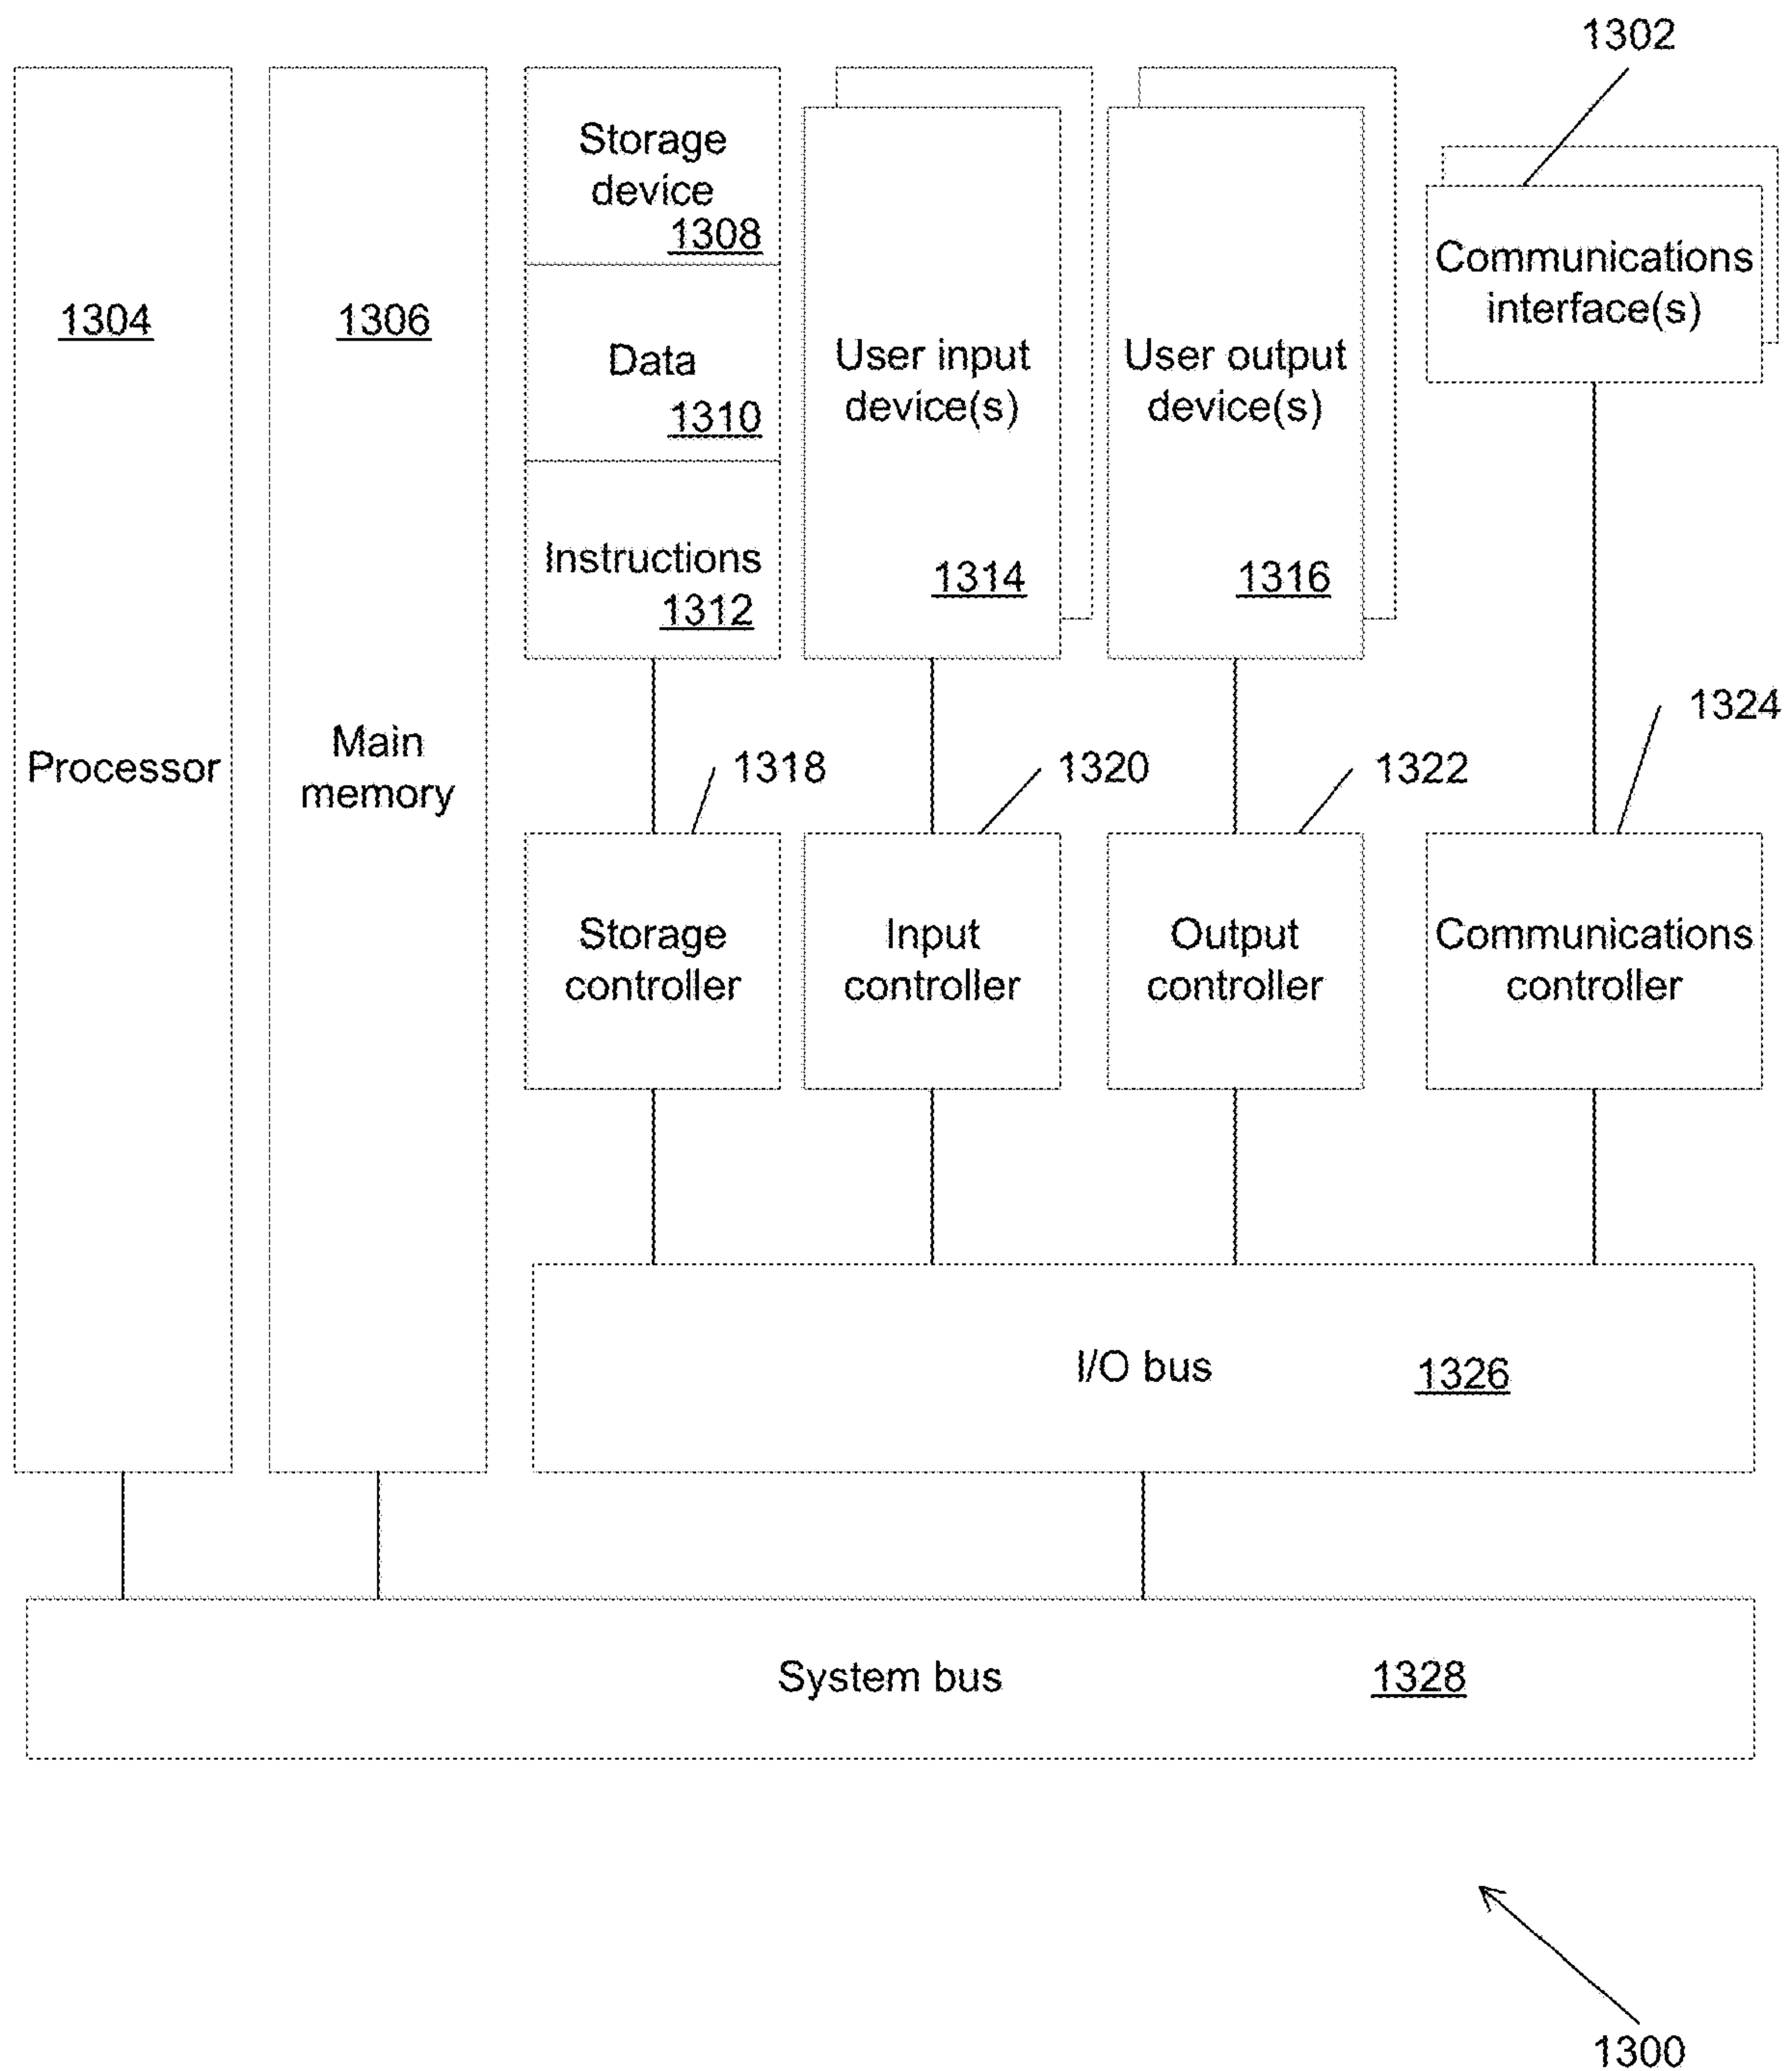 1302
Storage
device
1308
Communications
interface(s)
1304
1306
Data
1310
User input
device(s)
User output
device(s)
Instructions
1312
1314
1316
1324
Processor
Main
memory
1318
1320
1322
Storage
controller
Input
controller
Output
controller
Communications
controller
I/O bus
1326
System bus
1328
1300